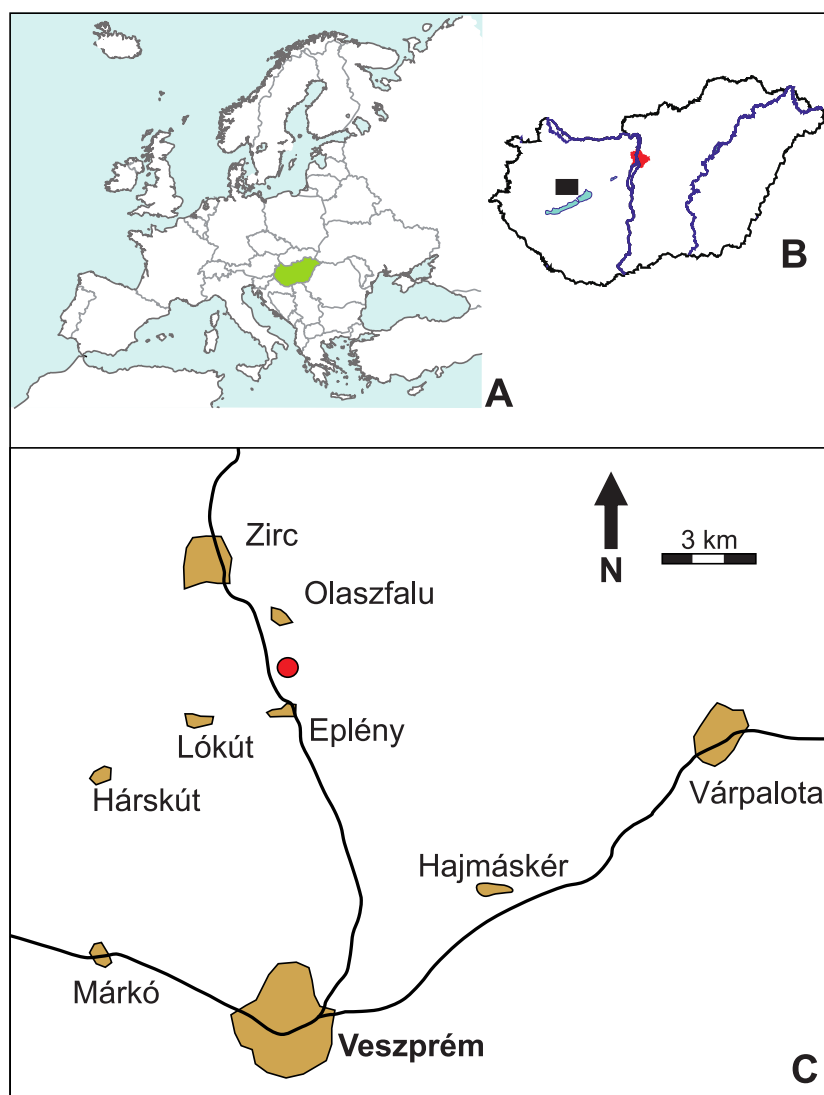 A
B
Zirc
3 km
N
Olaszfalu
Eplény
Lókút
Hárskút
Várpalota
Hajmáskér
Márkó
Veszprém
C